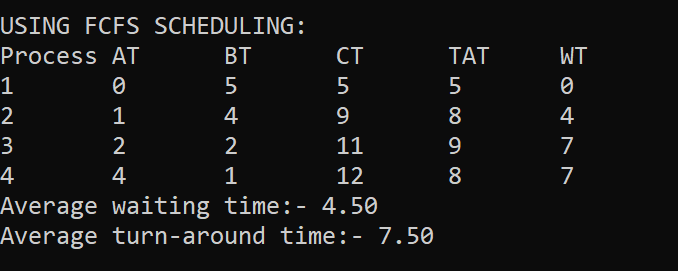 USING FCFS SCHEDULING:
Process AT BT CT TAT WT
1 0 5 5 5 0
2 1 4 9 8 4
3 2 2 11 9 7
4 4 1 12 8 7
Average waiting time:- 4.50
Average turn-around time:- 7.50